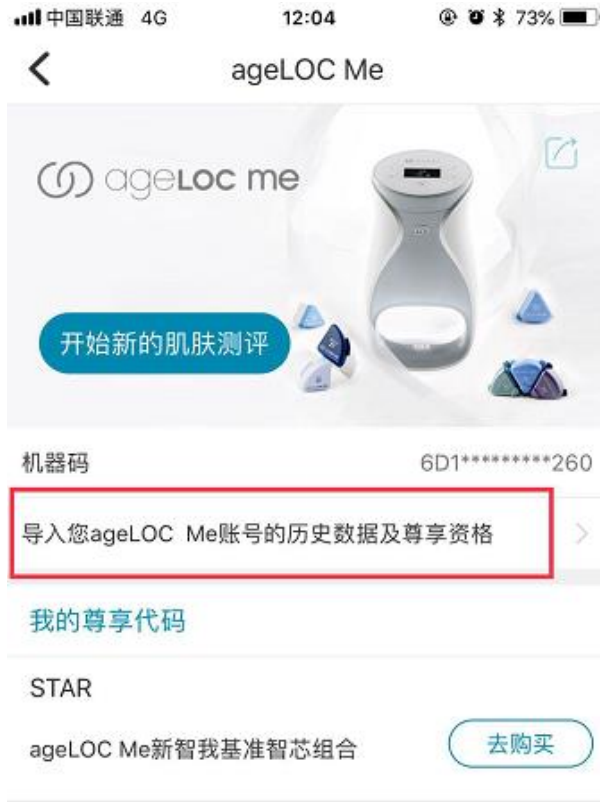 中国联通 4G 12:04 73%
ageLOC Me
ageLOC me
开始新的肌肤测评
机器码 6D1*********260
导入您ageLOC Me账号的历史数据及尊享资格
我的尊享代码
STAR
ageLOC Me新智我基准智芯组合 去购买